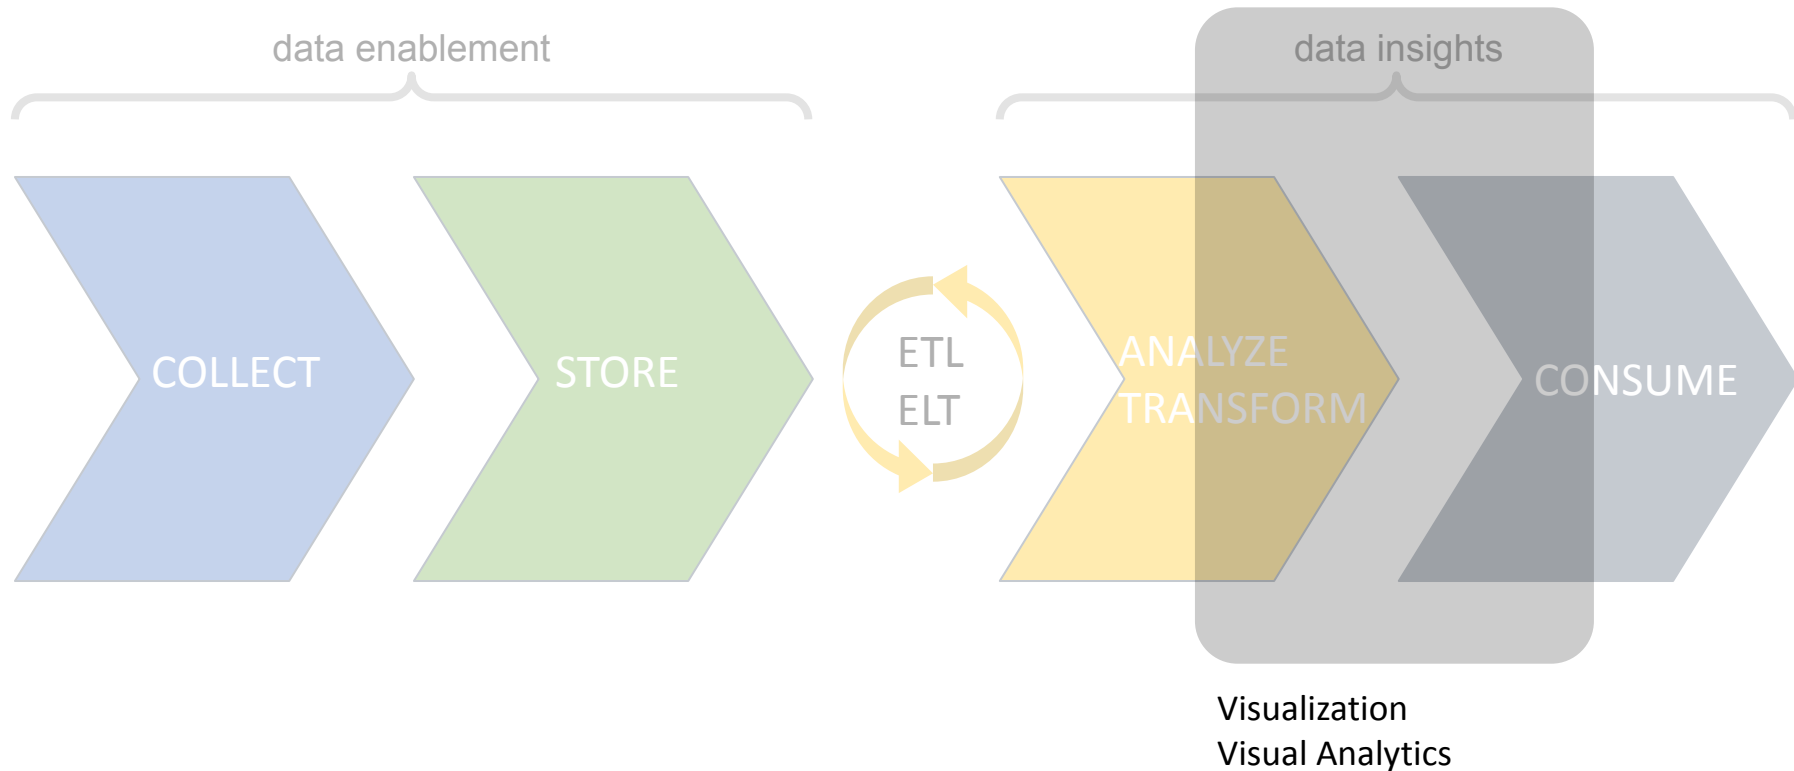 data enablement
data insights
COLLECT
STORE
ETL
ELT
ANALYZE
TRANSFORM
CONSUME
Visualization
Visual Analytics